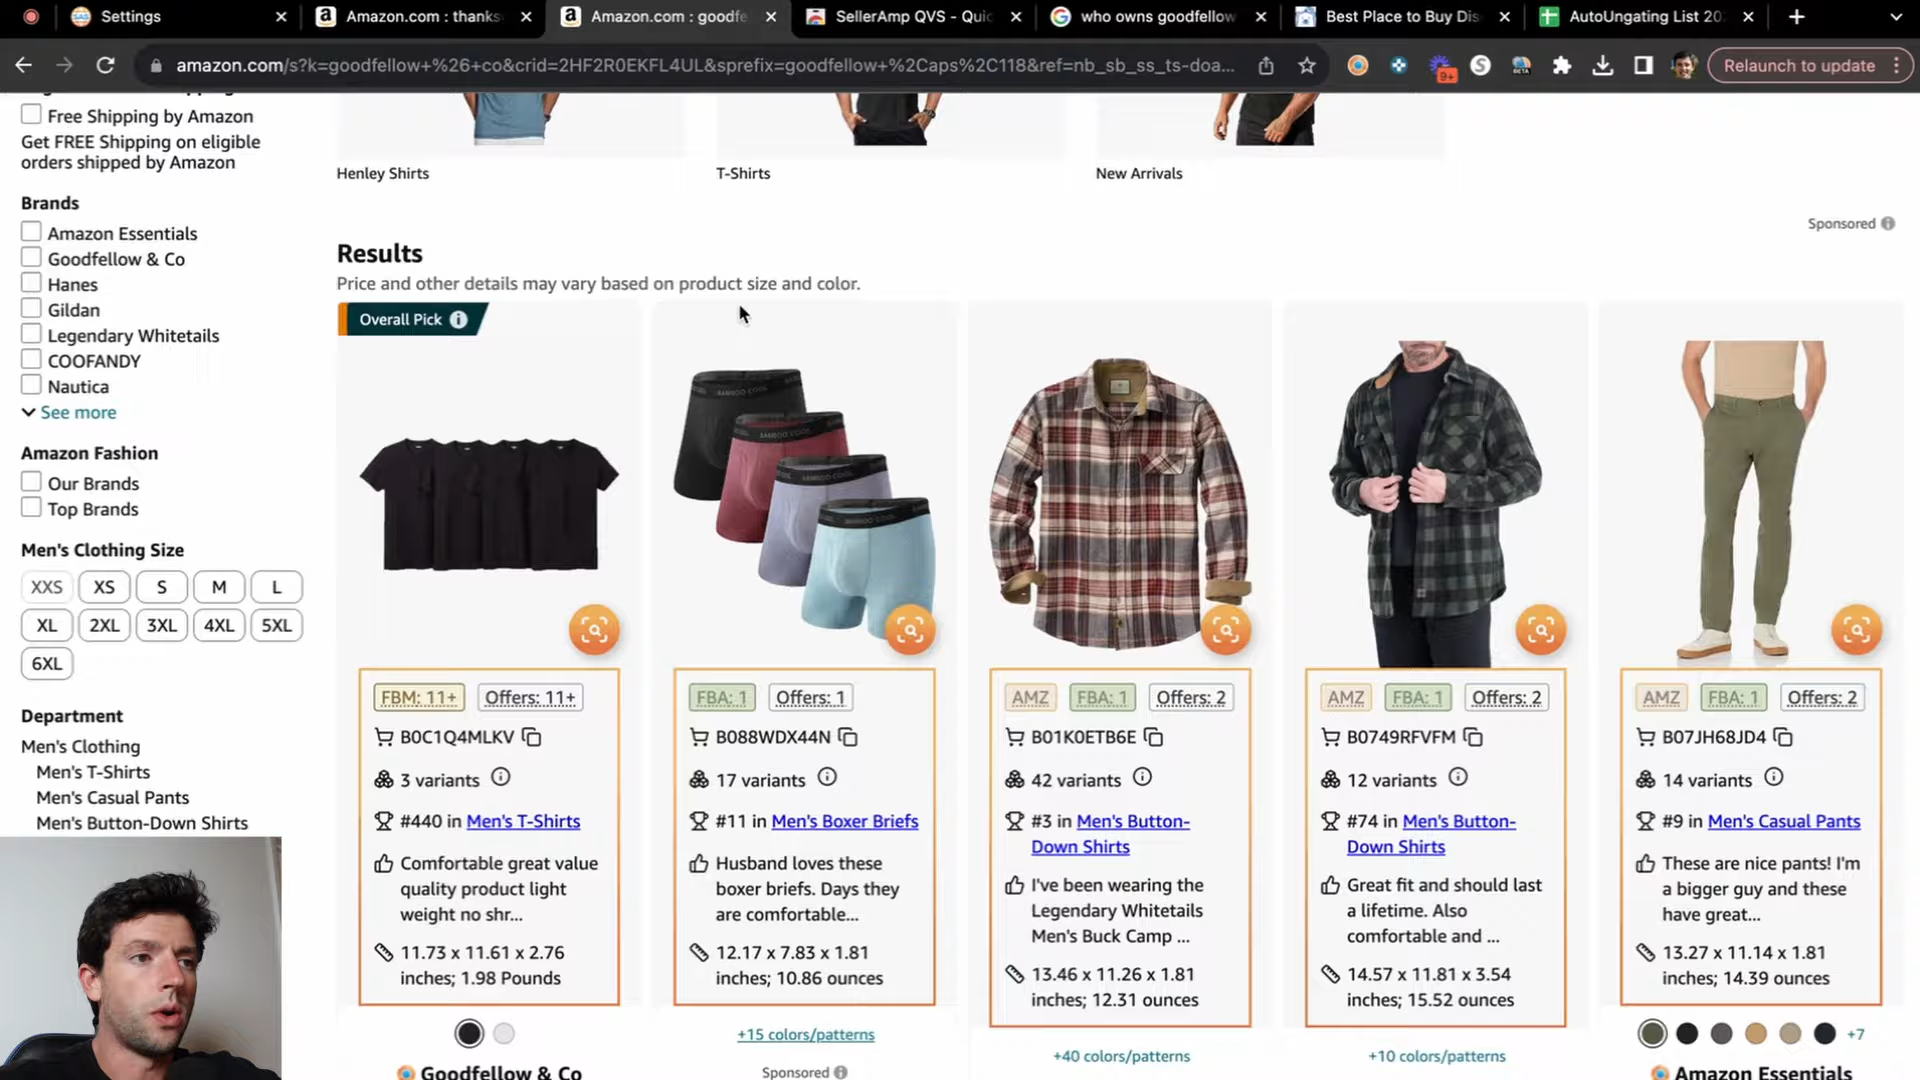 Settings
Amazon.com : thanks
Amazon.com : goodfe
SellerAmp QVS - Quic
who owns goodfellow
Best Place to Buy Dis
AutoUngating List 202
amazon.com/s?k=goodfellow+%26+co&crid=2HF2R0EKFL4UL&sprefix=goodfellow+%2Caps%2C118&ref=nb_sb_ss_ts-doa...
BETA
9+
Relaunch to update
Free Shipping by Amazon
Get FREE Shipping on eligible
orders shipped by Amazon
Brands
Amazon Essentials
Goodfellow & Co
Hanes
Gildan
Legendary Whitetails
COOFANDY
Nautica
See more
Amazon Fashion
Our Brands
Top Brands
Men's Clothing Size
XXS XS S M L
XL 2XL 3XL 4XL 5XL
6XL
Department
Men's Clothing
Men's T-Shirts
Men's Casual Pants
Men's Button-Down Shirts
Henley Shirts
T-Shirts
New Arrivals
Sponsored
Results
Price and other details may vary based on product size and color.
Overall Pick
FBM: 11+ Offers: 11+
B0C1Q4MLKV
3 variants
#440 in Men's T-Shirts
Comfortable great value
quality product light
weight no shr...
11.73 x 11.61 x 2.76
inches; 1.98 Pounds
Goodfellow & Co
FBA: 1 Offers: 1
B088WDX44N
17 variants
#11 in Men's Boxer Briefs
Husband loves these
boxer briefs. Days they
are comfortable...
12.17 x 7.83 x 1.81
inches; 10.86 ounces
+15 colors/patterns
Sponsored
AMZ FBA: 1 Offers: 2
B01K0ETB6E
42 variants
#3 in Men's Button-
Down Shirts
I've been wearing the
Legendary Whitetails
Men's Buck Camp ...
13.46 x 11.26 x 1.81
inches; 12.31 ounces
+40 colors/patterns
AMZ FBA: 1 Offers: 2
B0749RFVFM
12 variants
#74 in Men's Button-
Down Shirts
Great fit and should last
a lifetime. Also
comfortable and ...
14.57 x 11.81 x 3.54
inches; 15.52 ounces
+10 colors/patterns
AMZ FBA: 1 Offers: 2
B07JH68JD4
14 variants
#9 in Men's Casual Pants
These are nice pants! I'm
a bigger guy and these
have great...
13.27 x 11.14 x 1.81
inches; 14.39 ounces
+7
Amazon Essentials